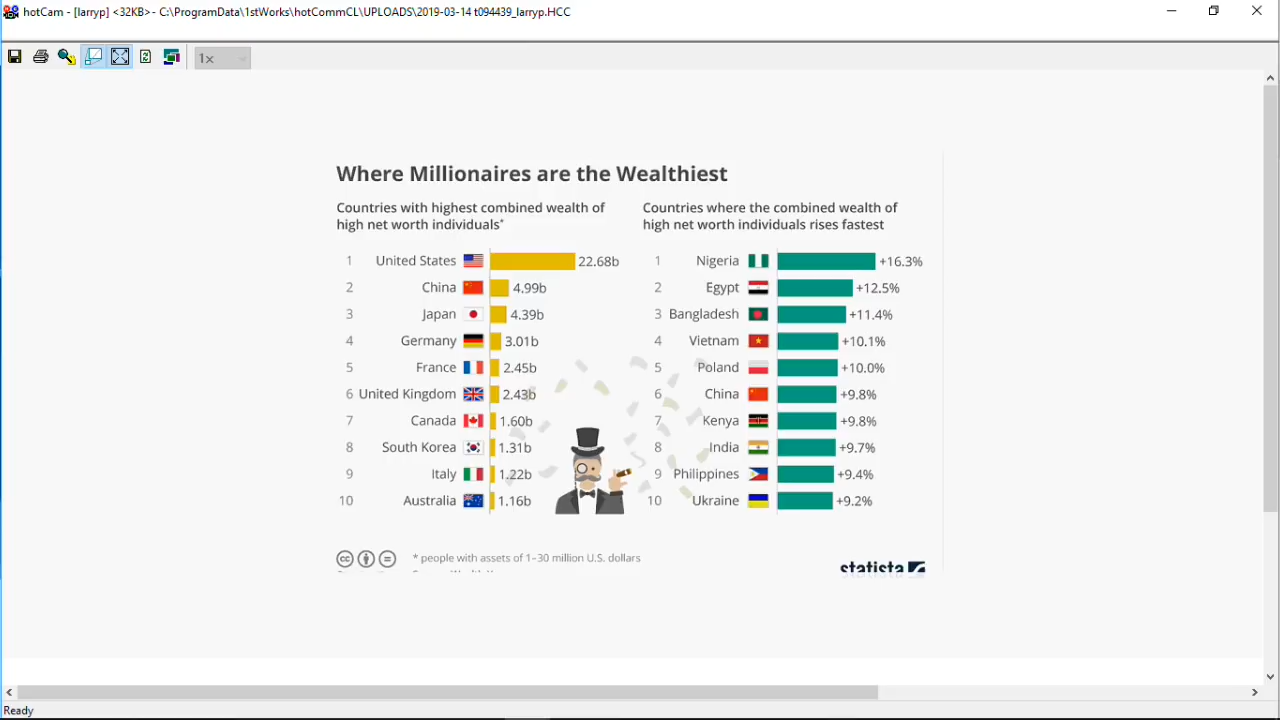 hotCam - [larryp] <32KB> - C:\ProgramData\1stWorks\hotCommCL\UPLOADS\2019-03-14 t094439_larryp.HCC
1x
Where Millionaires are the Wealthiest
Countries with highest combined wealth of
high net worth individuals*
1 United States 22.68b
2 China 4.99b
3 Japan 4.39b
4 Germany 3.01b
5 France 2.45b
6 United Kingdom 2.43b
7 Canada 1.60b
8 South Korea 1.31b
9 Italy 1.22b
10 Australia 1.16b
Countries where the combined wealth of
high net worth individuals rises fastest
1 Nigeria +16.3%
2 Egypt +12.5%
3 Bangladesh +11.4%
4 Vietnam +10.1%
5 Poland +10.0%
6 China +9.8%
7 Kenya +9.8%
8 India +9.7%
9 Philippines +9.4%
10 Ukraine +9.2%
cc
* people with assets of 1–30 million U.S. dollars
statista
Ready